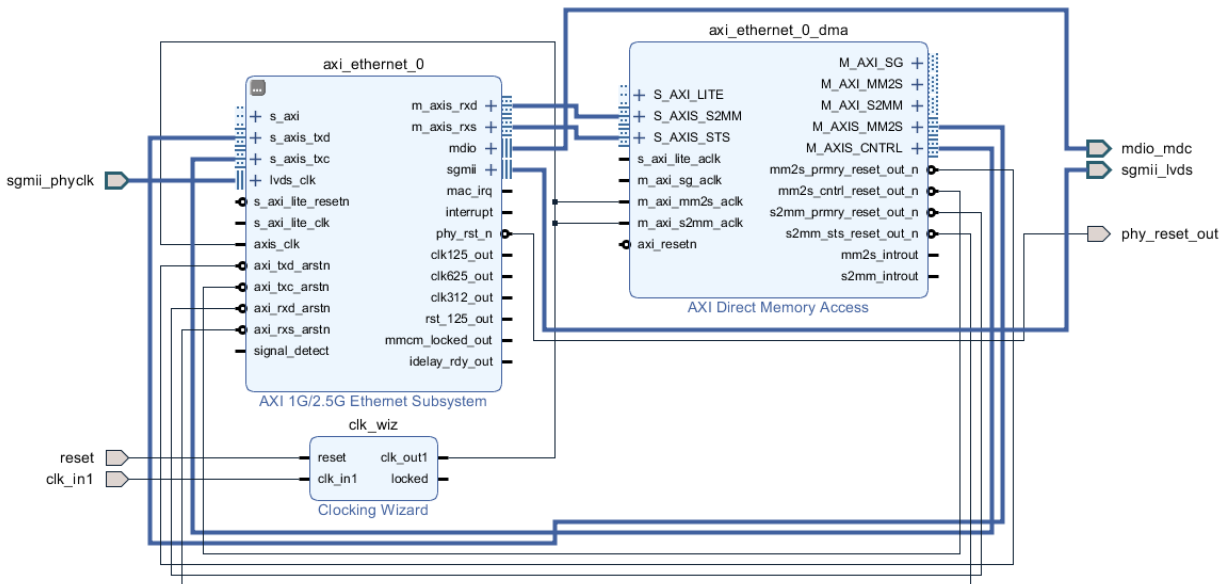 axi_ethernet_0_dma
axi_ethernet_0
M_AXI_SG
M_AXI_MM2S
S_AXI_LITE
m_axis_rxd
M_AXI_S2MM
s_axi
S_AXIS_S2MM
m_axis_rxs
M_AXIS_MM2S
s_axis_txd
S_AXIS_STS
mdio
M_AXIS_CNTRL
mdio_mdc
s_axis_txc
s_axi_lite_aclk
sgmii
mm2s_prmry_reset_out_n
sgmii_lvds
sgmii_phyclk
lvds_clk
m_axi_sg_aclk
mac_irq
mm2s_cntrl_reset_out_n
s_axi_lite_resetn
m_axi_mm2s_aclk
interrupt
s2mm_prmry_reset_out_n
s_axi_lite_clk
m_axi_s2mm_aclk
phy_rst_n
s2mm_sts_reset_out_n
phy_reset_out
axis_clk
axi_resetn
clk125_out
mm2s_introut
axi_txd_arstn
clk625_out
s2mm_introut
axi_txc_arstn
clk312_out
axi_rxd_arstn
AXI Direct Memory Access
rst_125_out
axi_rxs_arstn
mmcm_locked_out
signal_detect
idelay_rdy_out
AXI 1G/2.5G Ethernet Subsystem
clk_wiz
reset
reset
clk_out1
clk_in1
clk_in1
locked
Clocking Wizard